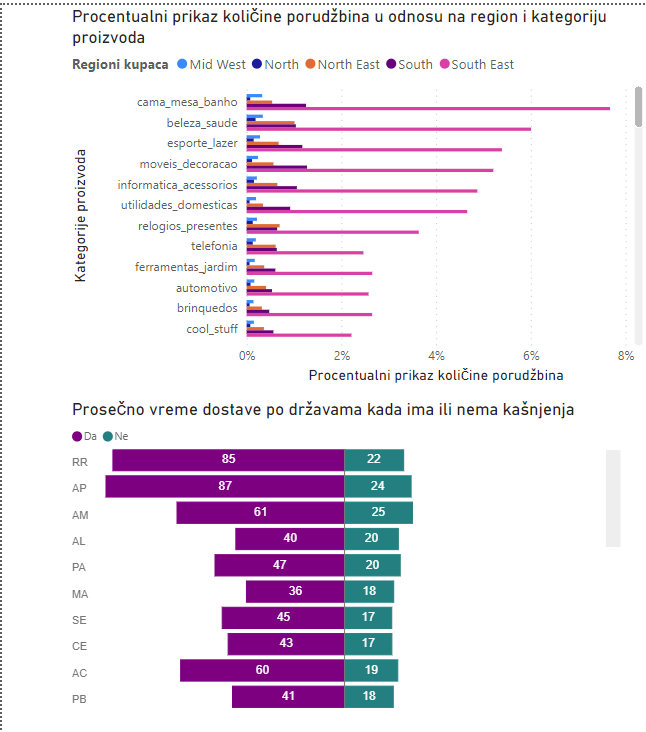 Procentualni prikaz količine porudžbina u odnosu na region i kategoriju
proizvoda
Regioni kupaca Mid West North North East South South East
Kategorije proizvoda
cama_mesa_banho
beleza_saude
esporte_lazer
moveis_decoracao
informatica_acessorios
utilidades_domesticas
relogios_presentes
telefonia
ferramentas_jardim
automotivo
brinquedos
cool_stuff
0% 2% 4% 6% 8%
Procentualni prikaz količine porudžbina
Prosečno vreme dostave po državama kada ima ili nema kašnjenja
Da Ne
RR 85 22
AP 87 24
AM 61 25
AL 40 20
PA 47 20
MA 36 18
SE 45 17
CE 43 17
AC 60 19
PB 41 18